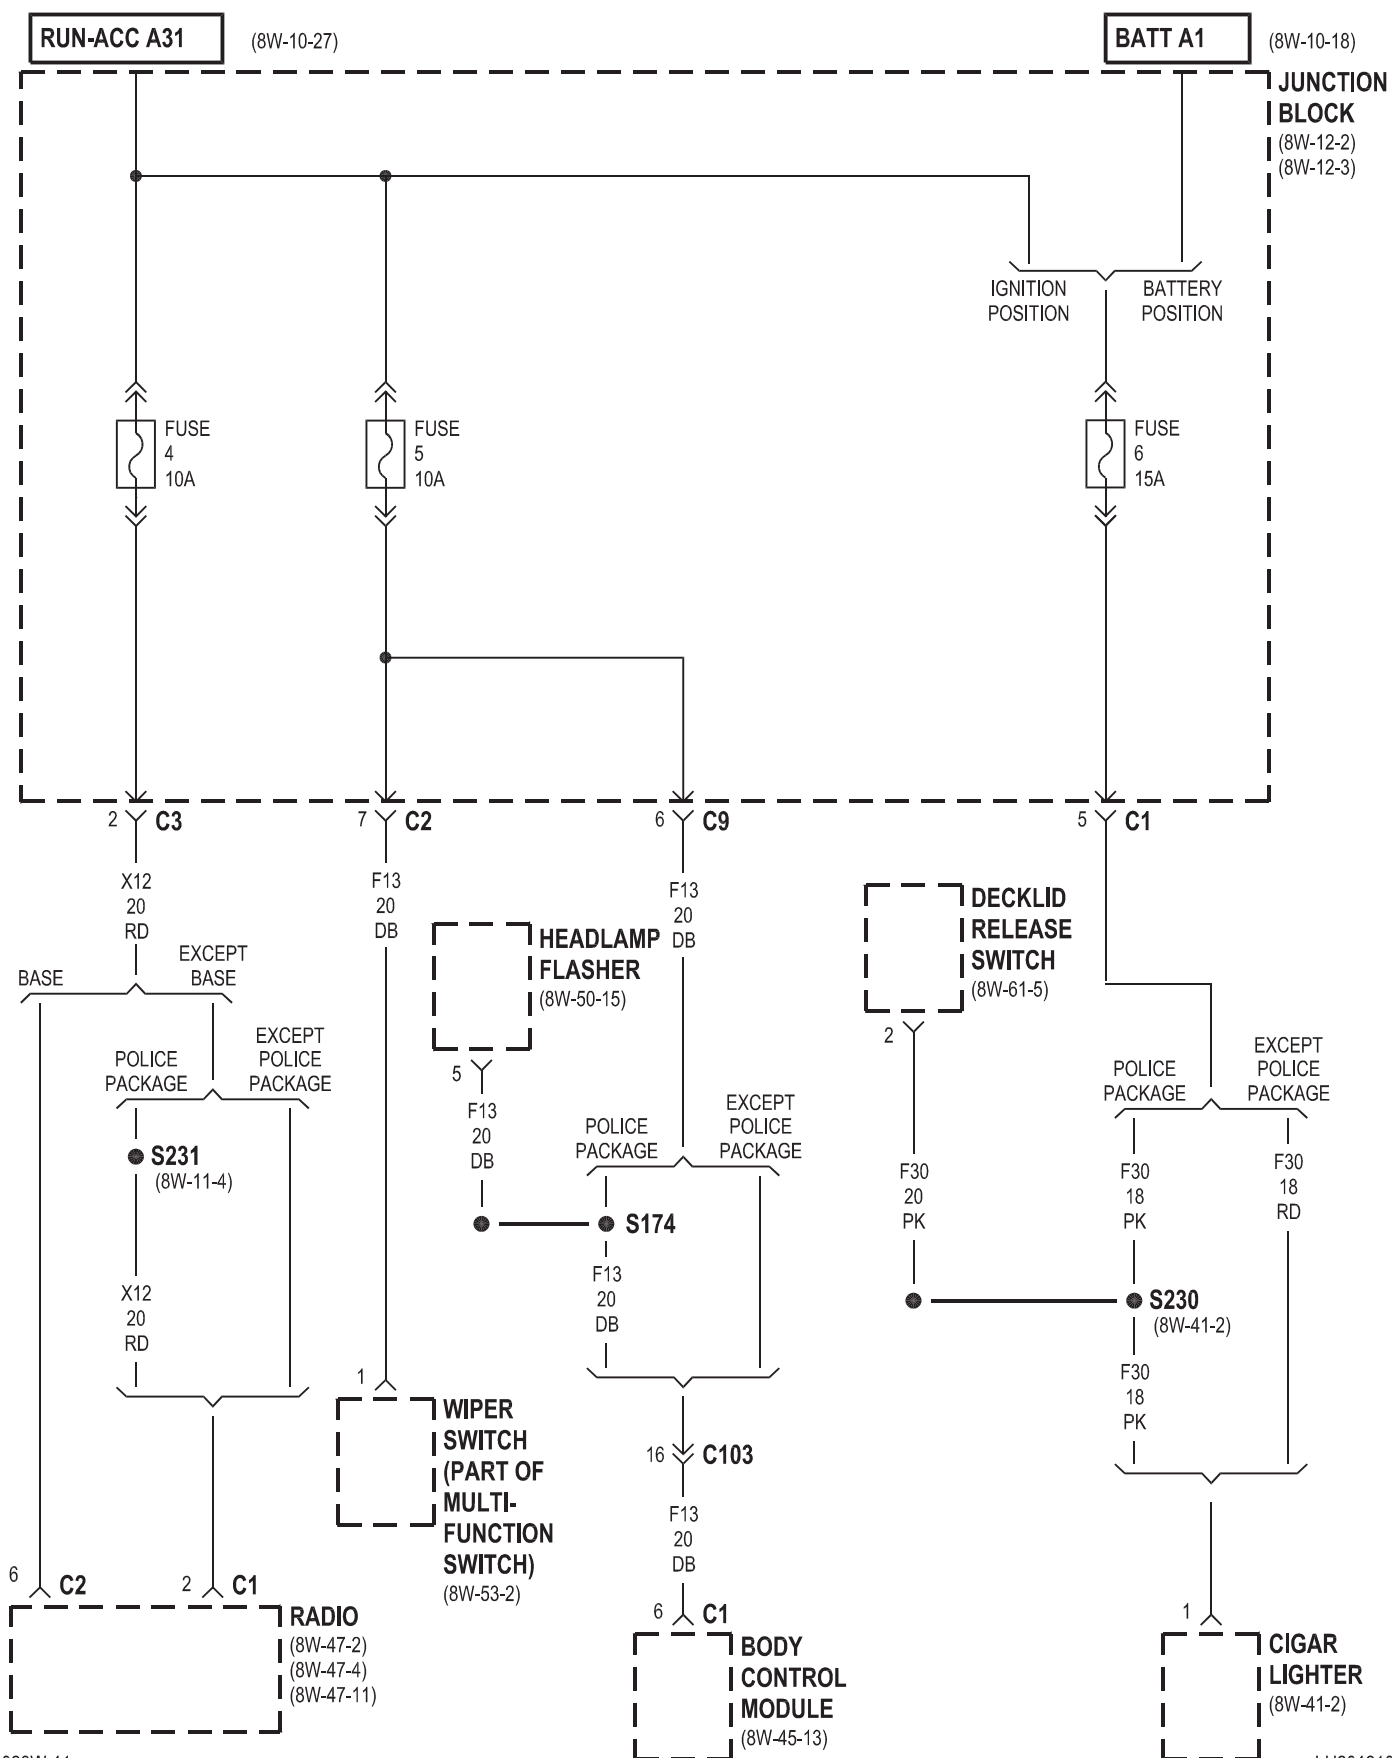 RUN-ACC A31
(8W-10-27)
BATT A1
(8W-10-18)
JUNCTION
BLOCK
(8W-12-2)
(8W-12-3)
IGNITION
POSITION
BATTERY
POSITION
FUSE
4
10A
FUSE
5
10A
FUSE
6
15A
2
C3
7
C2
6
C9
5
C1
X12
20
RD
F13
20
DB
F13
20
DB
BASE
EXCEPT
BASE
HEADLAMP
FLASHER
(8W-50-15)
DECKLID
RELEASE
SWITCH
(8W-61-5)
5
2
POLICE
PACKAGE
EXCEPT
POLICE
PACKAGE
S231
(8W-11-4)
F13
20
DB
POLICE
PACKAGE
EXCEPT
POLICE
PACKAGE
POLICE
PACKAGE
EXCEPT
POLICE
PACKAGE
S174
F30
20
PK
F30
18
PK
F30
18
RD
X12
20
RD
F13
20
DB
S230
(8W-41-2)
F30
18
PK
1
WIPER
SWITCH
(PART OF
MULTI-
FUNCTION
SWITCH)
(8W-53-2)
16
C103
F13
20
DB
6
C2
2
C1
RADIO
(8W-47-2)
(8W-47-4)
(8W-47-11)
6
C1
BODY
CONTROL
MODULE
(8W-45-13)
1
CIGAR
LIGHTER
(8W-41-2)